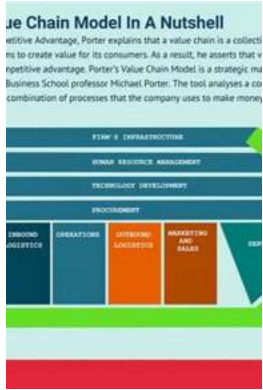 ue Chain Model In A Nutshell
etitive Advantage, Porter explains that a value chain is a collecti
ns to create value for its consumers. As a result, he asserts that v
mpetitive advantage. Porter's Value Chain Model is a strategic ma
Business School professor Michael Porter. The tool analyses a co
combination of processes that the company uses to make money
FIRM'S INFRASTRUCTURE
HUMAN RESOURCE MANAGEMENT
TECHNOLOGY DEVELOPMENT
PROCUREMENT
INBOUND
LOGISTICS
OPERATIONS
OUTBOUND
LOGISTICS
MARKETING
AND
SALES
SER